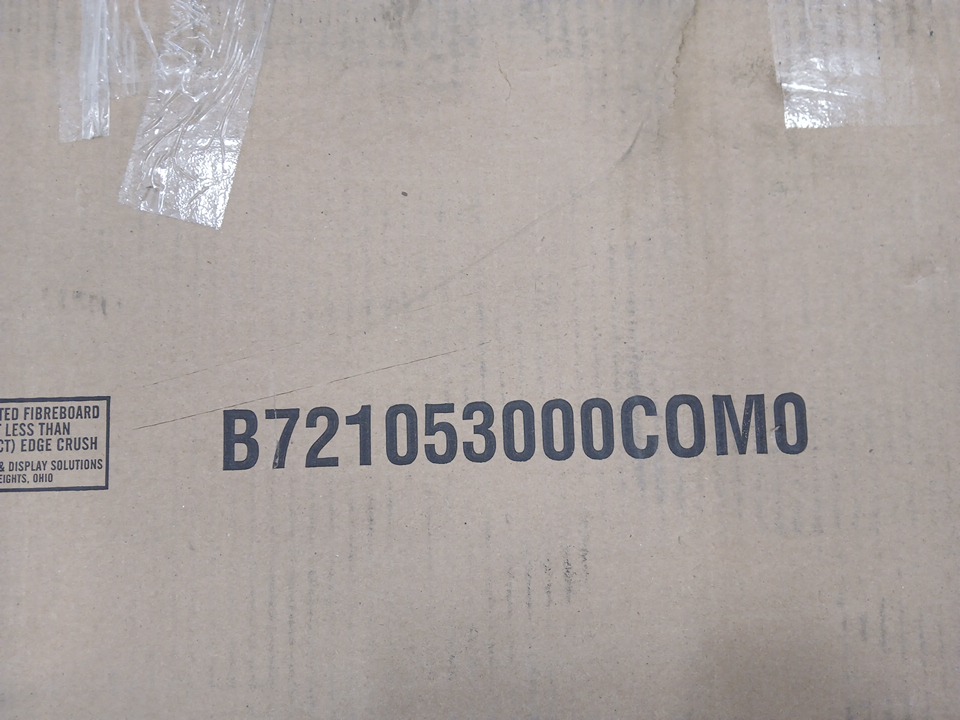 TED FIBREBOARD
LESS THAN
CT) EDGE CRUSH
& DISPLAY SOLUTIONS
EIGHTS, OHIO
B721053000COM0